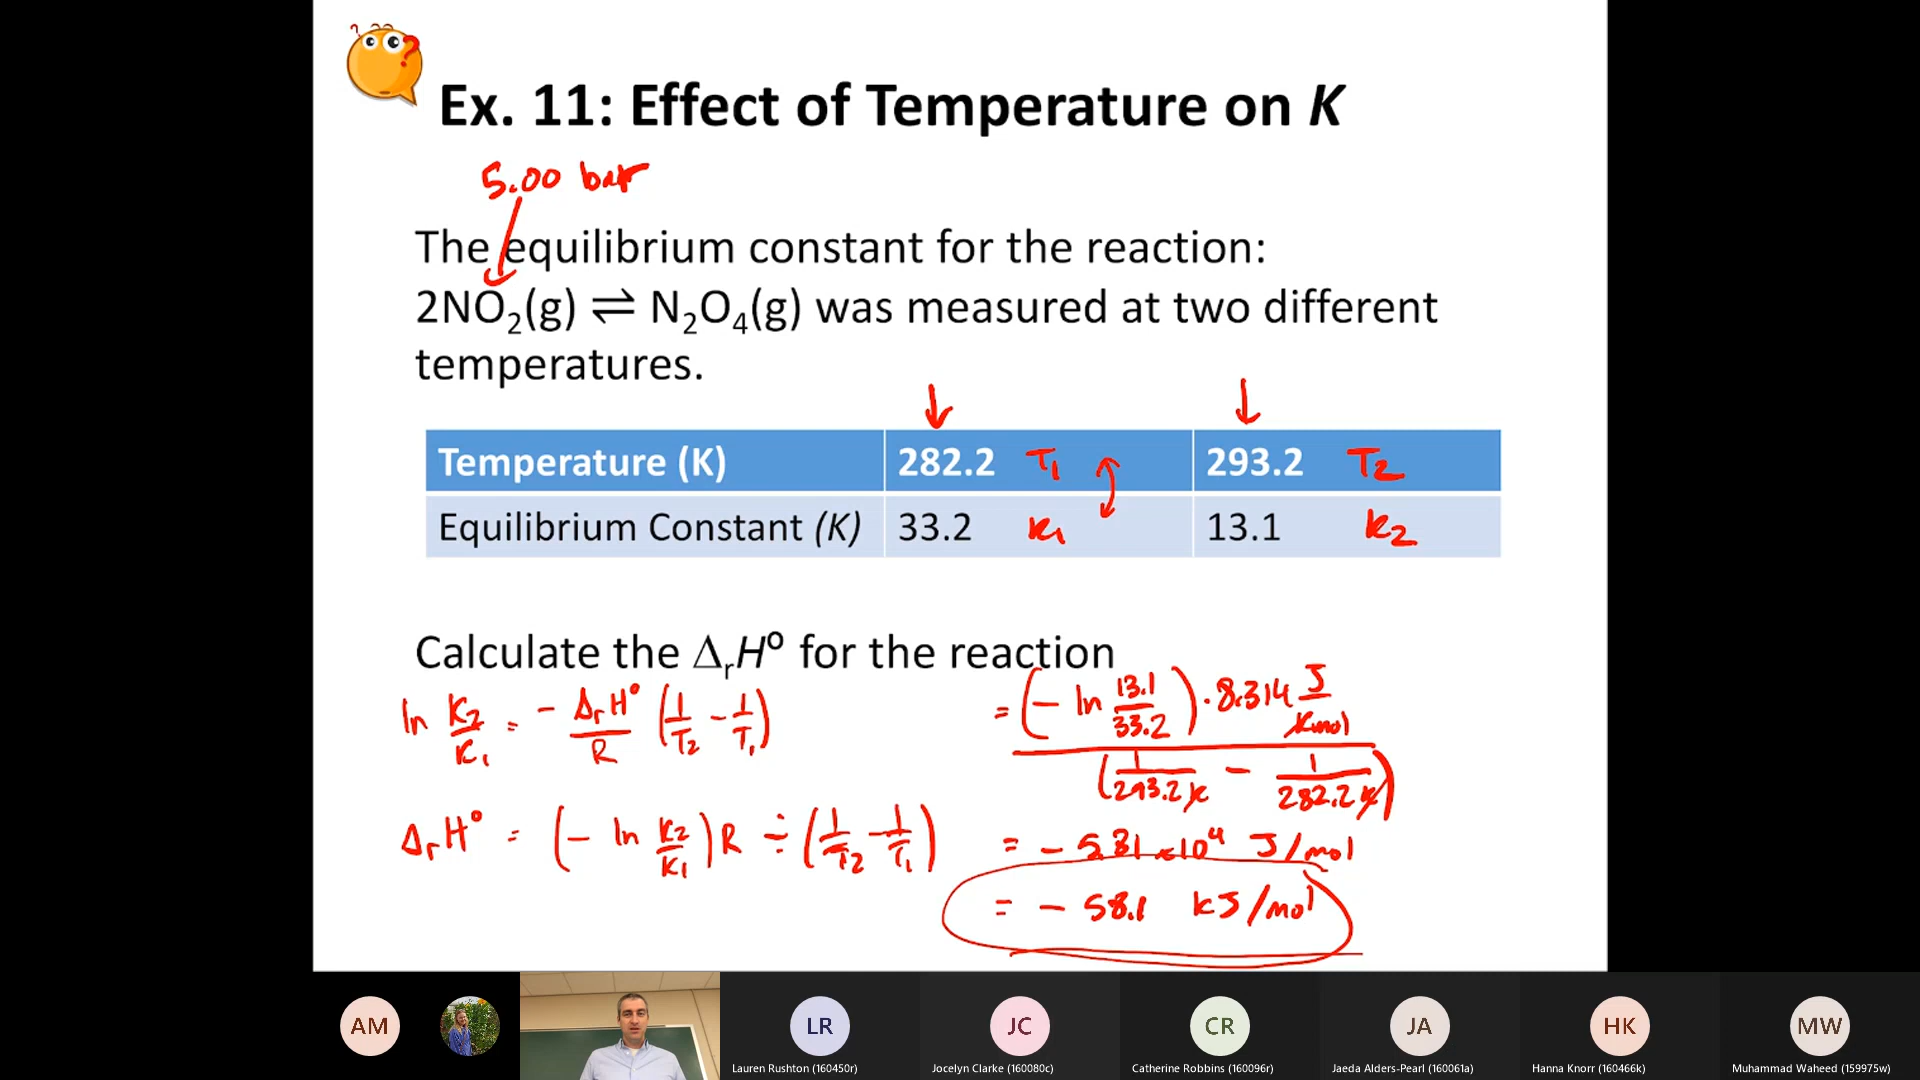 Ex. 11: Effect of Temperature on K
5.00 bar
The equilibrium constant for the reaction:
2NO₂(g) ⇌ N₂O₄(g) was measured at two different
temperatures.
Temperature (K) 282.2 T₁ 293.2 T₂
Equilibrium Constant (K) 33.2 K₁ 13.1 K₂
Calculate the ΔᵣH° for the reaction
ln K₂/K₁ = - ΔᵣH°/R (1/T₂ - 1/T₁)
ΔᵣH° = (- ln K₂/K₁) R ÷ (1/T₂ - 1/T₁)
= (- ln 13.1/33.2) · 8.314 J/Kmol
(1/293.2K - 1/282.2K)
= - 5.81 x10⁴ J/mol
= - 58.1 kJ/mol
AM
LR
JC
CR
JA
HK
MW
Lauren Rushton (160450r)
Jocelyn Clarke (160080c)
Catherine Robbins (160096r)
Jaeda Alders-Pearl (160061a)
Hanna Knorr (160466k)
Muhammad Waheed (159975w)